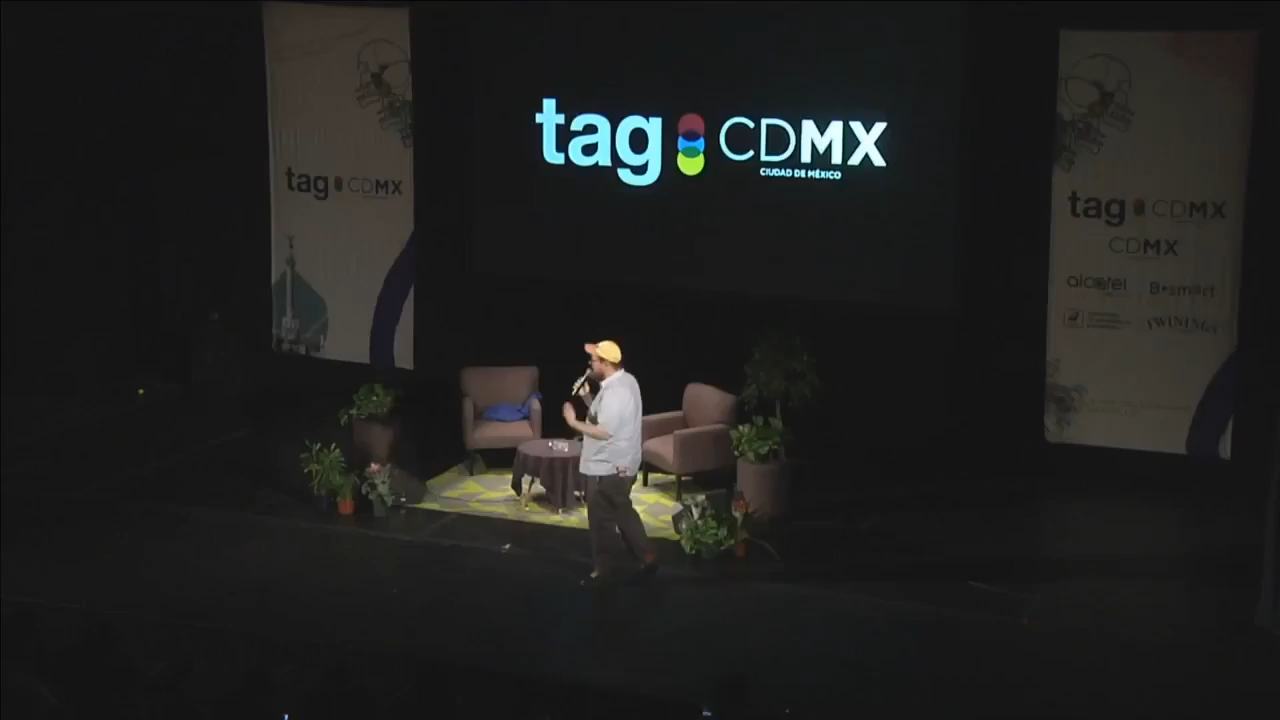 tag CDMX
CIUDAD DE MÉXICO
tag CDMX
tag CDMX
CDMX
alcatel B•smart
TWININGS